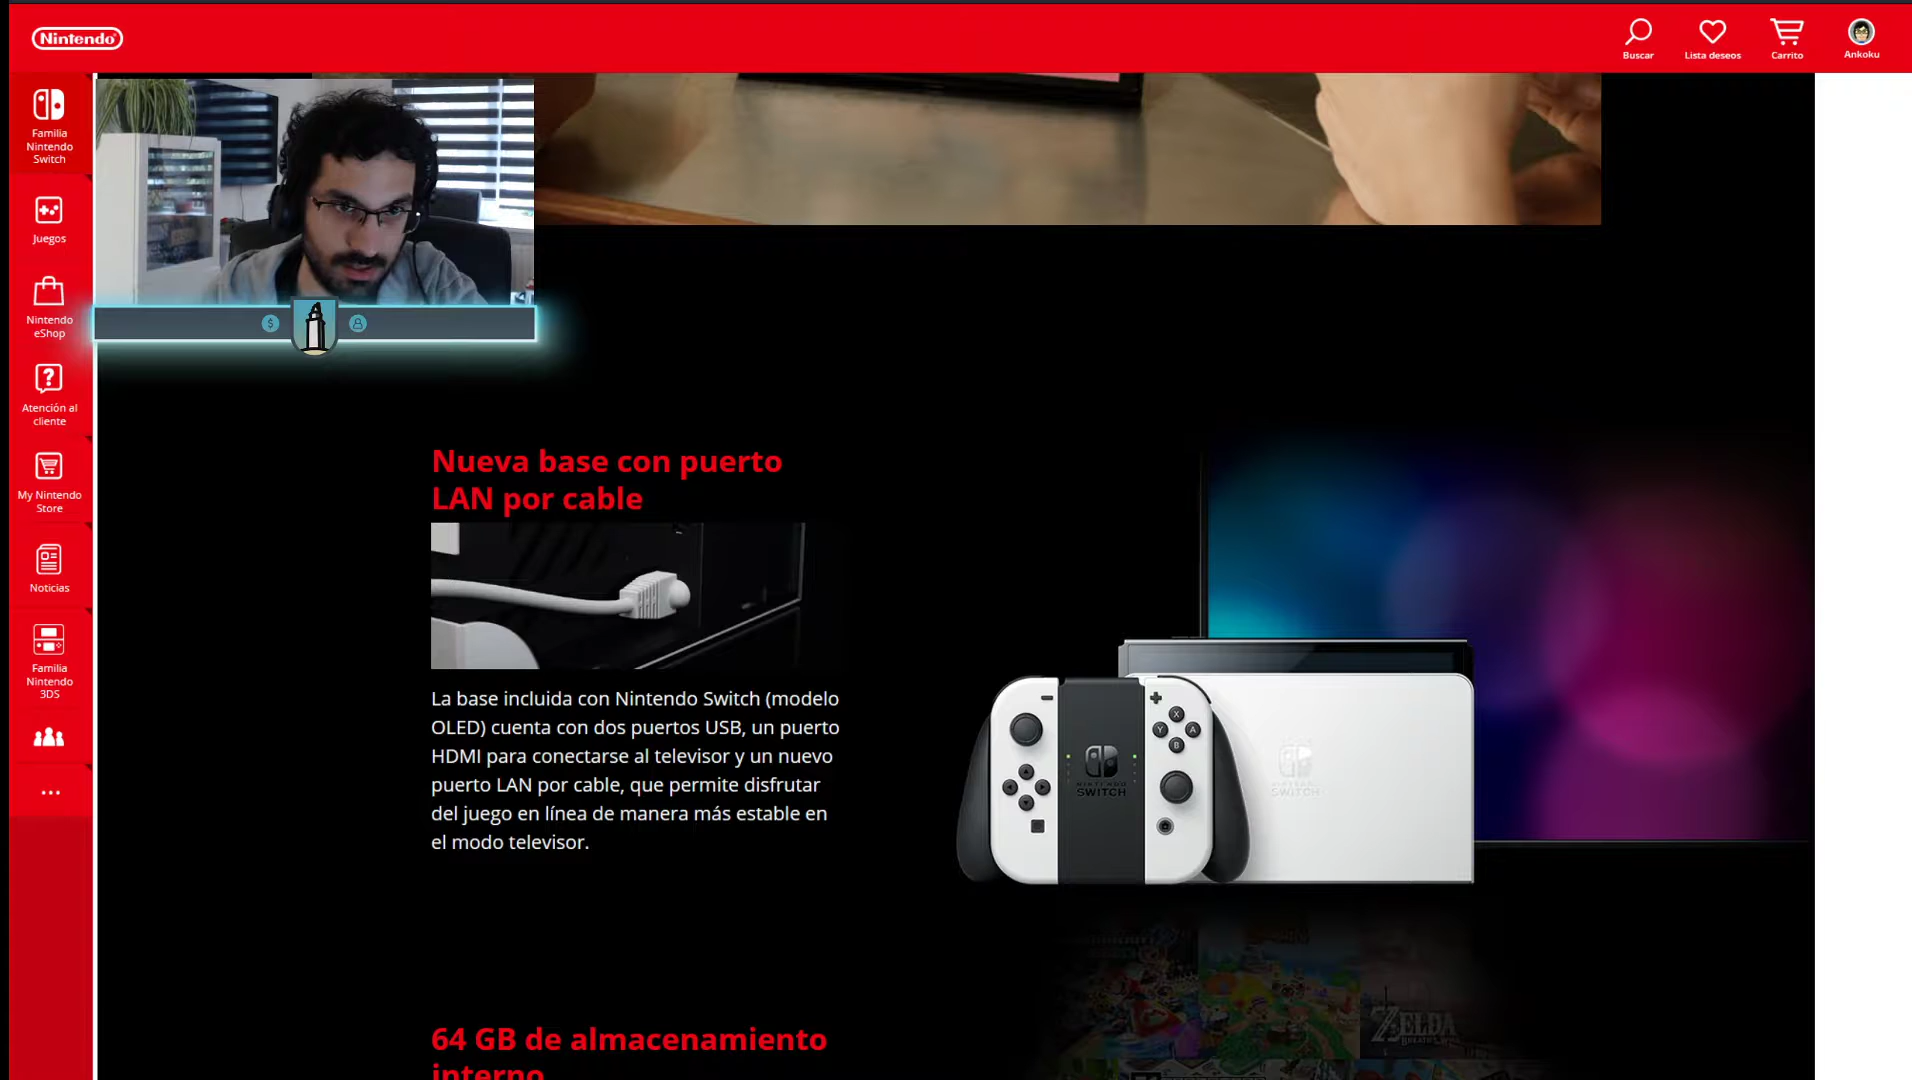 Nintendo
Buscar
Lista deseos
Carrito
Ankoku
Familia
Nintendo
Switch
Juegos
Nintendo
eShop
Atención al
cliente
My Nintendo
Store
Noticias
Familia
Nintendo
3DS
Nueva base con puerto
LAN por cable
La base incluida con Nintendo Switch (modelo
OLED) cuenta con dos puertos USB, un puerto
HDMI para conectarse al televisor y un nuevo
puerto LAN por cable, que permite disfrutar
del juego en línea de manera más estable en
el modo televisor.
X
Y
A
B
NINTENDO
SWITCH
NINTENDO
SWITCH
64 GB de almacenamiento
interno
ZELDA